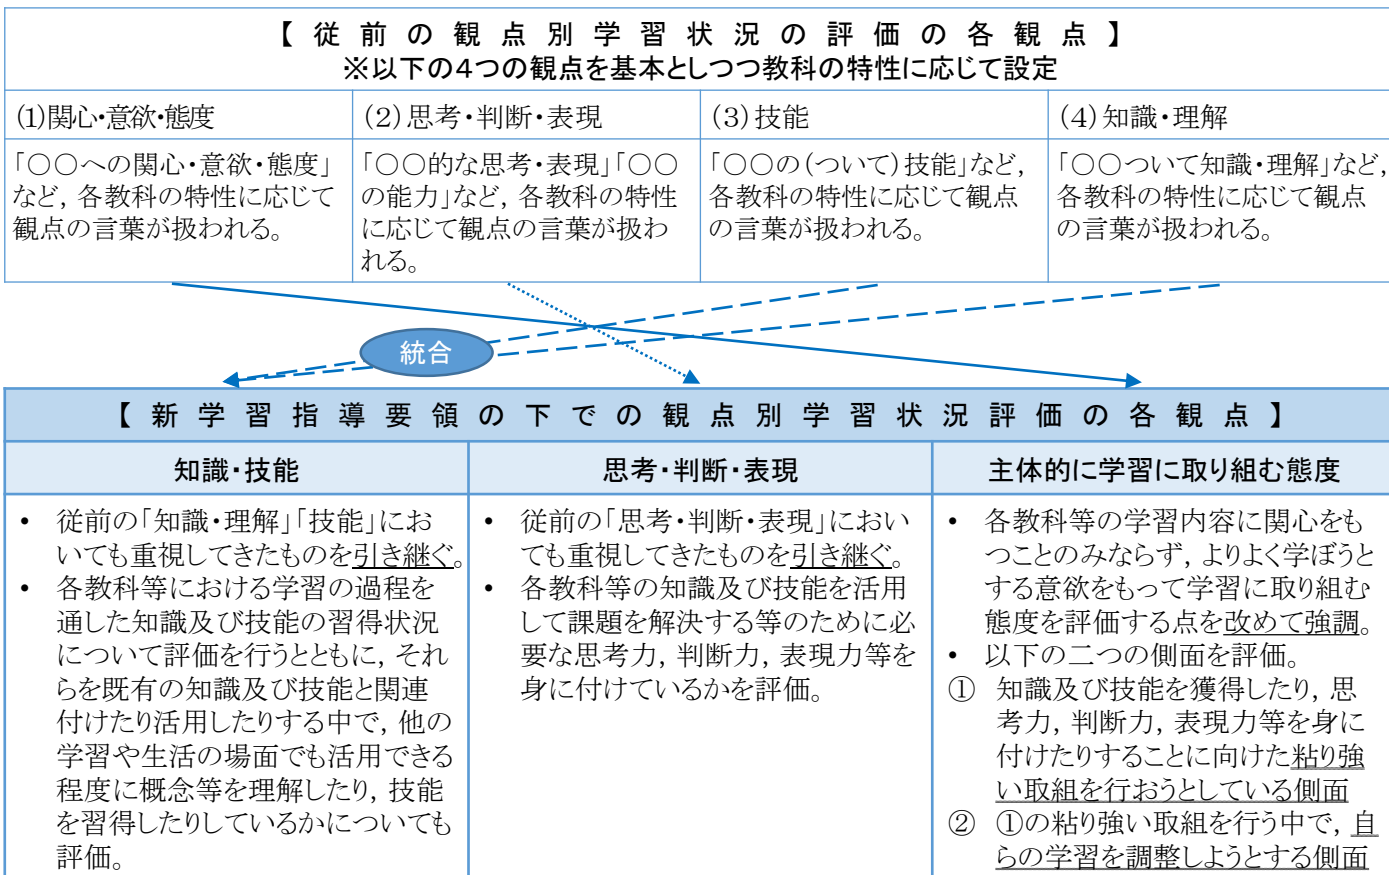 【従前の観点別学習状況の評価の各観点】
※以下の4つの観点を基本としつつ教科の特性に応じて設定
(1)関心・意欲・態度
(2)思考・判断・表現
(3)技能
(4)知識・理解
「○○への関心・意欲・態度」
など，各教科の特性に応じて
観点の言葉が扱われる。
「○○的な思考・表現」「○○
の能力」など，各教科の特性
に応じて観点の言葉が扱わ
れる。
「○○の(ついて)技能」など，
各教科の特性に応じて観点
の言葉が扱われる。
「○○ついて知識・理解」など，
各教科の特性に応じて観点
の言葉が扱われる。
統合
【新学習指導要領の下での観点別学習状況評価の各観点】
知識・技能
思考・判断・表現
主体的に学習に取り組む態度
• 従前の「知識・理解」「技能」にお
いても重視してきたものを引き継ぐ。
• 各教科等における学習の過程を
通した知識及び技能の習得状況
について評価を行うとともに，それ
らを既有の知識及び技能と関連
付けたり活用したりする中で，他の
学習や生活の場面でも活用できる
程度に概念等を理解したり，技能
を習得したりしているかについても
評価。
• 従前の「思考・判断・表現」におい
ても重視してきたものを引き継ぐ。
• 各教科等の知識及び技能を活用
して課題を解決する等のために必
要な思考力，判断力，表現力等を
身に付けているかを評価。
• 各教科等の学習内容に関心をも
つことのみならず，よりよく学ぼうと
する意欲をもって学習に取り組む
態度を評価する点を改めて強調。
• 以下の二つの側面を評価。
① 知識及び技能を獲得したり，思
考力，判断力，表現力等を身に
付けたりすることに向けた粘り強
い取組を行おうとしている側面
② ①の粘り強い取組を行う中で，自
らの学習を調整しようとする側面